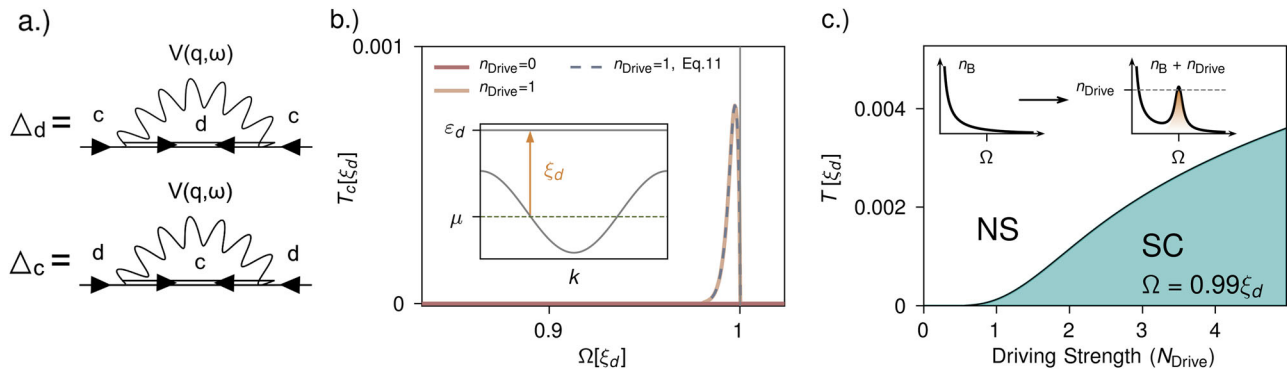 a.)
V(q,ω)
Δd =
c
d
c
V(q,ω)
Δc =
d
c
d
b.)
0.001
Tc[ξd]
0
nDrive=0
nDrive=1, Eq.11
nDrive=1
εd
ξd
μ
k
0.9
1
Ω[ξd]
c.)
nB
nB + nDrive
nDrive
Ω
Ω
0.004
0.002
0
T[ξd]
NS
SC
Ω = 0.99ξd
0
1
2
3
4
Driving Strength (NDrive)